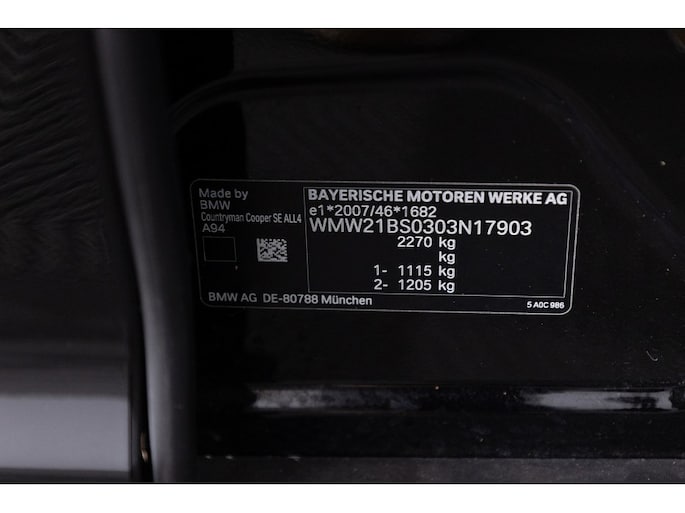 Made by
BMW
Countryman Cooper SE ALL4
A94
BAYERISCHE MOTOREN WERKE AG
e1*2007/46*1682
WMW21BS0303N17903
2270 kg
kg
1- 1115 kg
2- 1205 kg
BMW AG DE-80788 München
5 A0C 986